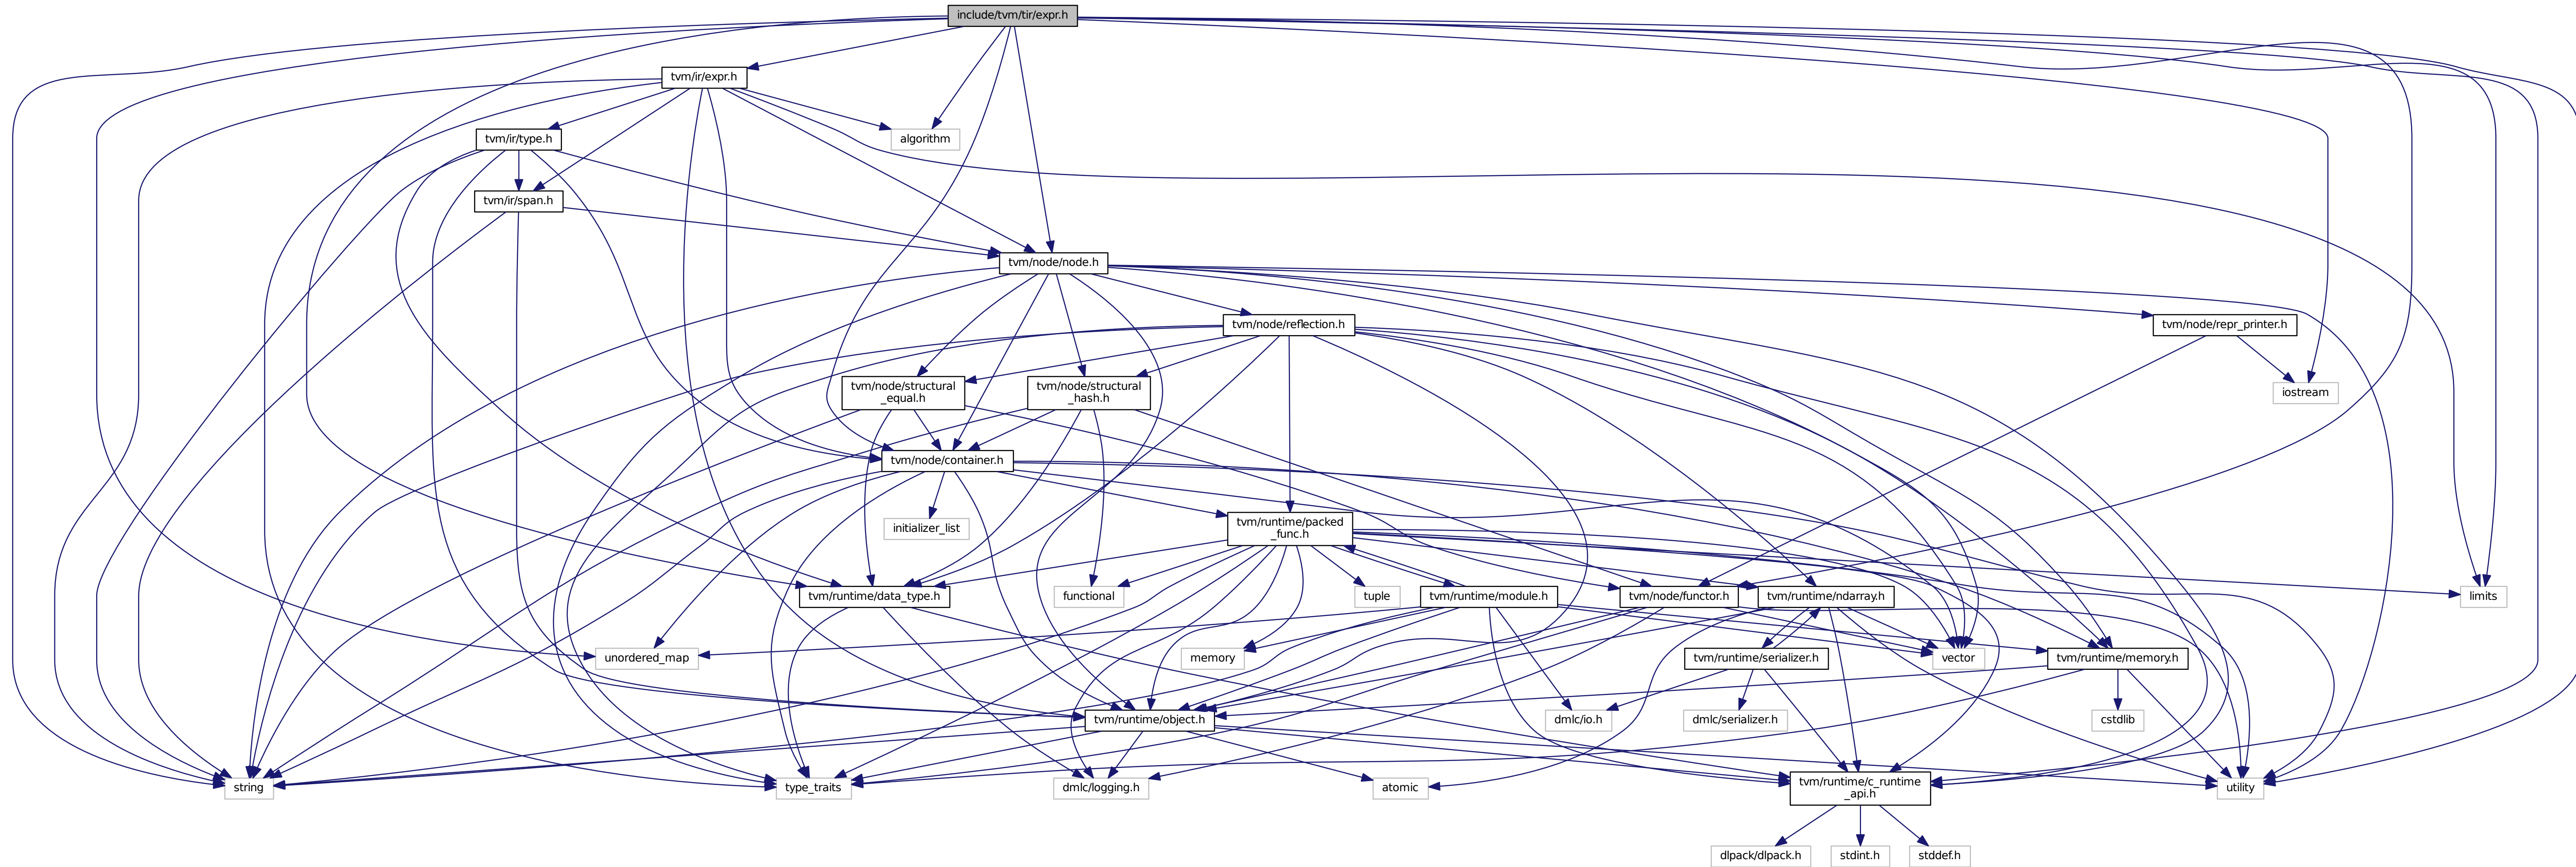 include/tvm/tir/expr.h
tvm/ir/expr.h
tvm/ir/type.h
algorithm
tvm/ir/span.h
tvm/node/node.h
tvm/node/reflection.h
tvm/node/repr_printer.h
tvm/node/structural
_equal.h
tvm/node/structural
_hash.h
iostream
tvm/node/container.h
initializer_list
tvm/runtime/packed
_func.h
tvm/runtime/data_type.h
functional
tuple
tvm/runtime/module.h
tvm/node/functor.h
tvm/runtime/ndarray.h
limits
unordered_map
memory
tvm/runtime/serializer.h
vector
tvm/runtime/memory.h
tvm/runtime/object.h
dmlc/io.h
dmlc/serializer.h
cstdlib
string
type_traits
dmlc/logging.h
atomic
tvm/runtime/c_runtime
_api.h
utility
dlpack/dlpack.h
stdint.h
stddef.h